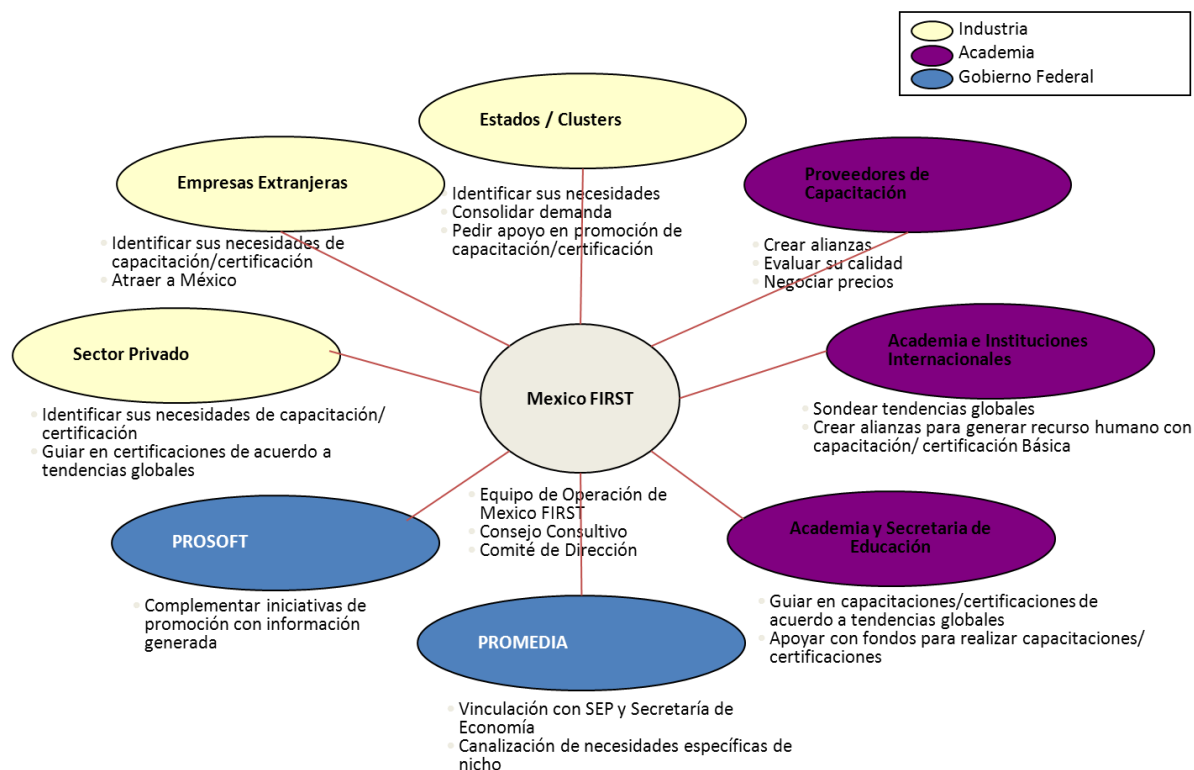 Industria
Academia
Gobierno Federal
Estados / Clusters
Identificar sus necesidades
Consolidar demanda
Pedir apoyo en promoción de
capacitación/certificación
Empresas Extranjeras
Identificar sus necesidades de
capacitación/certificación
Atraer a México
Proveedores de
Capacitación
Crear alianzas
Evaluar su calidad
Negociar precios
Sector Privado
Identificar sus necesidades de capacitación/
certificación
Guiar en certificaciones de acuerdo a
tendencias globales
Mexico FIRST
Equipo de Operación de
Mexico FIRST
Consejo Consultivo
Comité de Dirección
Academia e Instituciones
Internacionales
Sondear tendencias globales
Crear alianzas para generar recurso humano con
capacitación/ certificación Básica
PROSOFT
Complementar iniciativas de
promoción con información
generada
PROMEDIA
Vinculación con SEP y Secretaría de
Economía
Canalización de necesidades específicas de
nicho
Academia y Secretaria de
Educación
Guiar en capacitaciones/certificaciones de
acuerdo a tendencias globales
Apoyar con fondos para realizar capacitaciones/
certificaciones